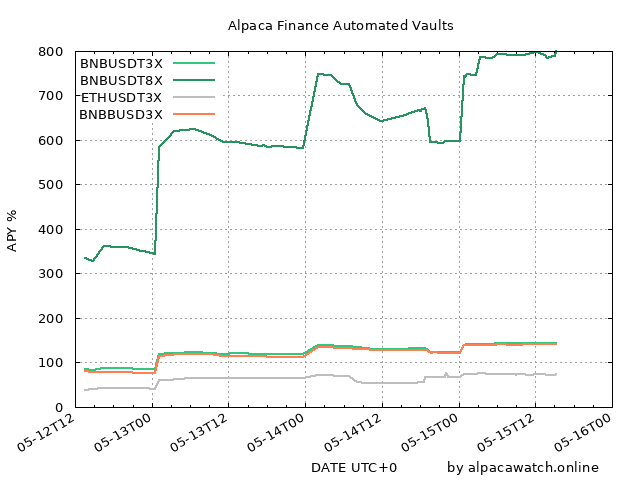 Alpaca Finance Automated Vaults
BNBUSDT3X
BNBUSDT8X
ETHUSDT3X
BNBBUSD3X
800
700
600
500
400
300
200
100
0
APY %
05-12T12
05-13T00
05-13T12
05-14T00
05-14T12
05-15T00
05-15T12
05-16T00
DATE UTC+0
by alpacawatch.online